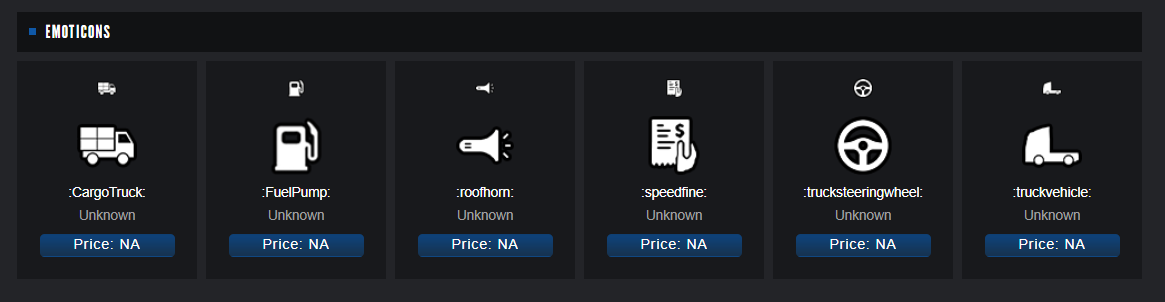 EMOTICONS
:CargoTruck:
Unknown
Price: NA
:FuelPump:
Unknown
Price: NA
:roofhorn:
Unknown
Price: NA
$
:speedfine:
Unknown
Price: NA
:trucksteeringwheel:
Unknown
Price: NA
:truckvehicle:
Unknown
Price: NA